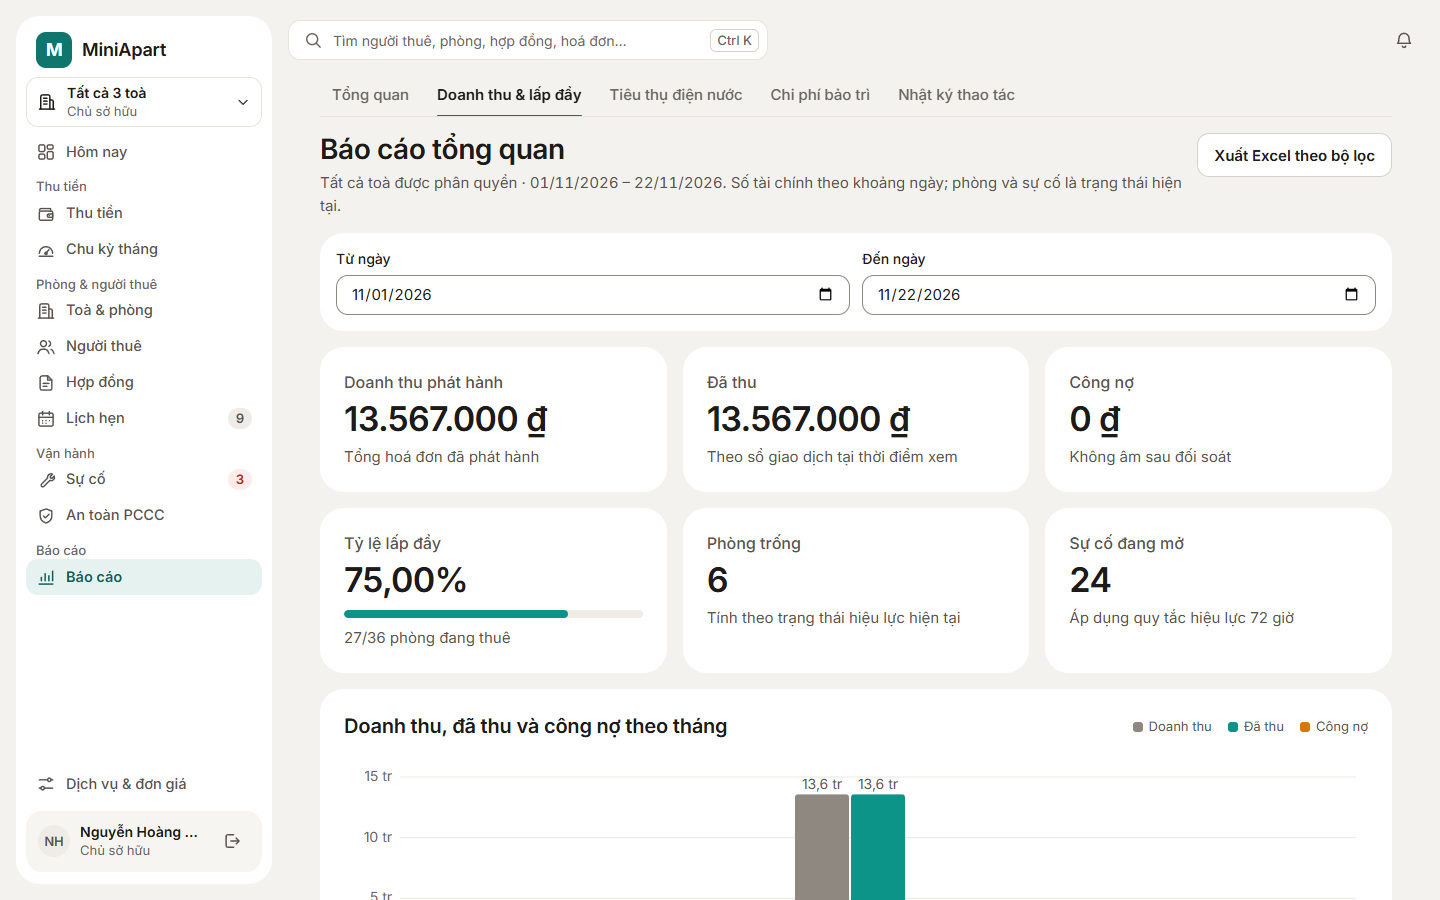 M MiniApart
Tất cả 3 toà
Chủ sở hữu
Hôm nay
Thu tiền
Thu tiền
Chu kỳ tháng
Phòng & người thuê
Toà & phòng
Người thuê
Hợp đồng
Lịch hẹn 9
Vận hành
Sự cố 3
An toàn PCCC
Báo cáo
Báo cáo
Dịch vụ & đơn giá
NH Nguyễn Hoàng ...
Chủ sở hữu
Tìm người thuê, phòng, hợp đồng, hoá đơn... Ctrl K
Tổng quan Doanh thu & lấp đầy Tiêu thụ điện nước Chi phí bảo trì Nhật ký thao tác
Báo cáo tổng quan
Xuất Excel theo bộ lọc
Tất cả toà được phân quyền · 01/11/2026 – 22/11/2026. Số tài chính theo khoảng ngày; phòng và sự cố là trạng thái hiện
tại.
Từ ngày Đến ngày
11/01/2026 11/22/2026
Doanh thu phát hành
13.567.000 ₫
Tổng hoá đơn đã phát hành
Đã thu
13.567.000 ₫
Theo sổ giao dịch tại thời điểm xem
Công nợ
0 ₫
Không âm sau đối soát
Tỷ lệ lấp đầy
75,00%
27/36 phòng đang thuê
Phòng trống
6
Tính theo trạng thái hiệu lực hiện tại
Sự cố đang mở
24
Áp dụng quy tắc hiệu lực 72 giờ
Doanh thu, đã thu và công nợ theo tháng
Doanh thu Đã thu Công nợ
15 tr
13,6 tr 13,6 tr
10 tr
5 tr